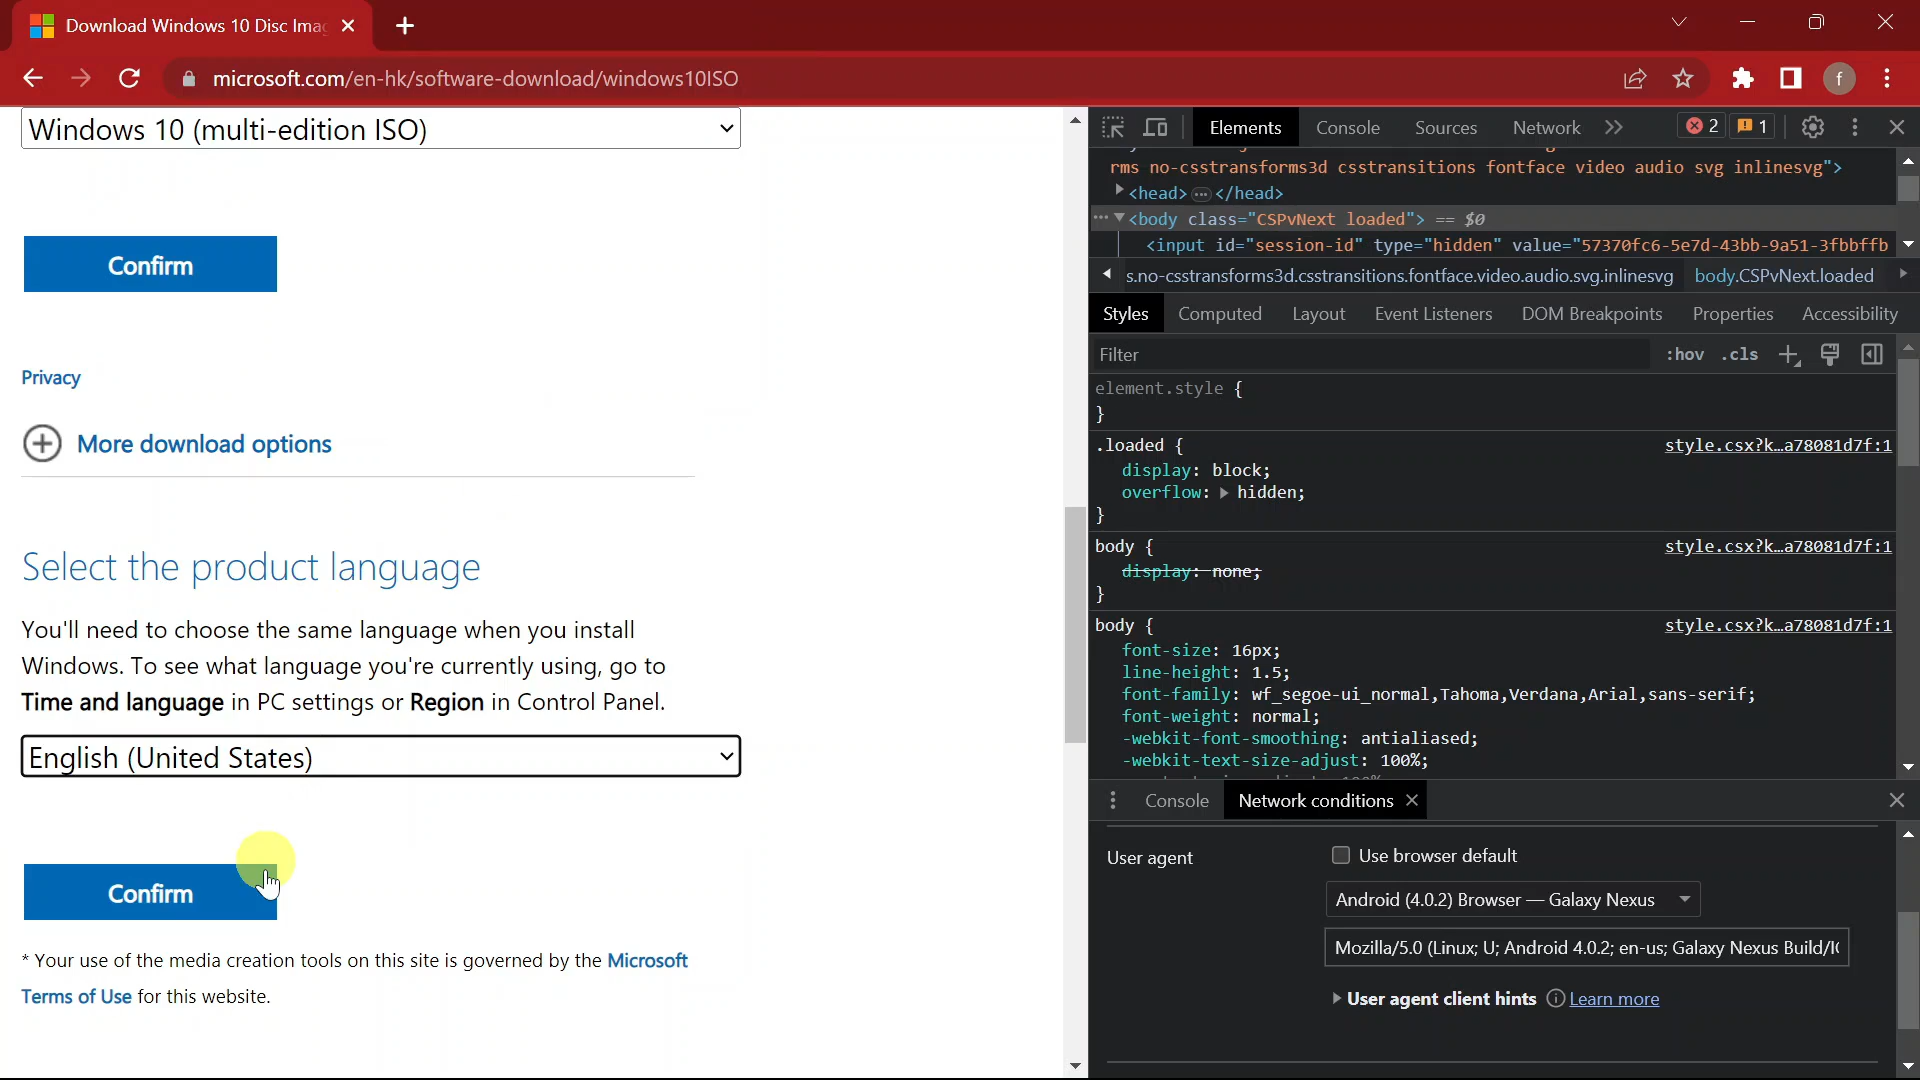 Download Windows 10 Disc Ima
microsoft.com/en-hk/software-download/windows10ISO
f
Windows 10 (multi-edition ISO)
Confirm
Privacy
More download options
Select the product language
You'll need to choose the same language when you install
Windows. To see what language you're currently using, go to
Time and language in PC settings or Region in Control Panel.
English (United States)
Confirm
* Your use of the media creation tools on this site is governed by the Microsoft
Terms of Use for this website.
Elements Console Sources Network 2 1
rms no-csstransforms3d csstransitions fontface video audio svg inlinesvg">
<head> … </head>
<body class="CSPvNext loaded"> == $0
<input id="session-id" type="hidden" value="57370fc6-5e7d-43bb-9a51-3fbbffb
s.no-csstransforms3d.csstransitions.fontface.video.audio.svg.inlinesvg body.CSPvNext.loaded
Styles Computed Layout Event Listeners DOM Breakpoints Properties Accessibility
Filter :hov .cls
element.style {
}
.loaded { style.csx?k…a78081d7f:1
display: block;
overflow: hidden;
}
body { style.csx?k…a78081d7f:1
display: none;
}
body { style.csx?k…a78081d7f:1
font-size: 16px;
line-height: 1.5;
font-family: wf_segoe-ui_normal,Tahoma,Verdana,Arial,sans-serif;
font-weight: normal;
-webkit-font-smoothing: antialiased;
-webkit-text-size-adjust: 100%;
Console Network conditions
User agent Use browser default
Android (4.0.2) Browser — Galaxy Nexus
Mozilla/5.0 (Linux; U; Android 4.0.2; en-us; Galaxy Nexus Build/I
User agent client hints Learn more